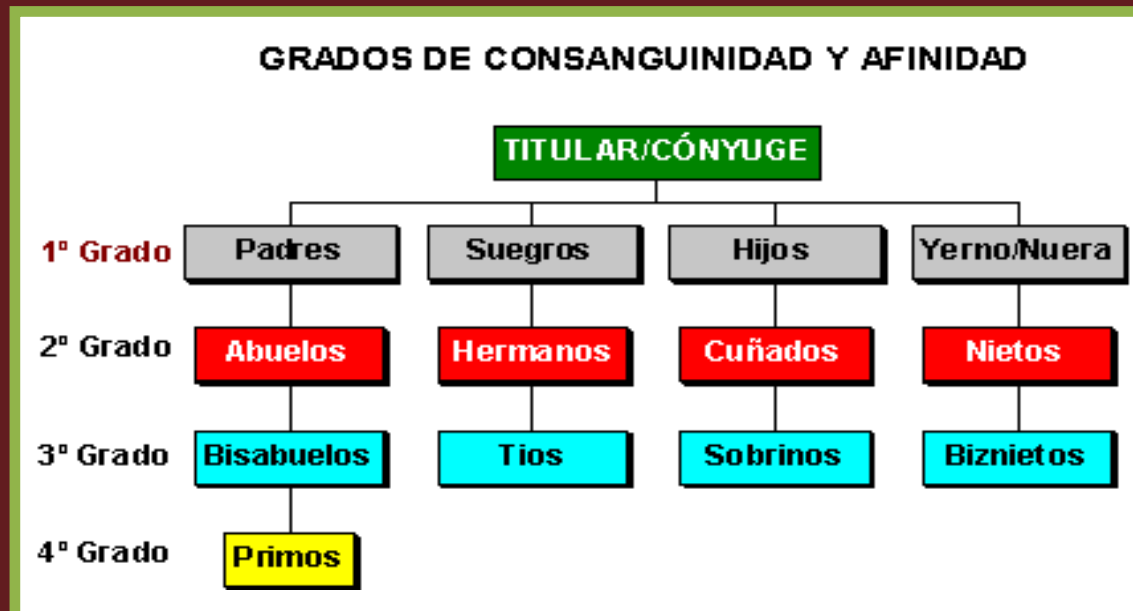 GRADOS DE CONSANGUINIDAD Y AFINIDAD
TITULAR/CÓNYUGE
1º Grado Padres Suegros Hijos Yerno/Nuera
2º Grado Abuelos Hermanos Cuñados Nietos
3º Grado Bisabuelos Tios Sobrinos Biznietos
4º Grado Primos